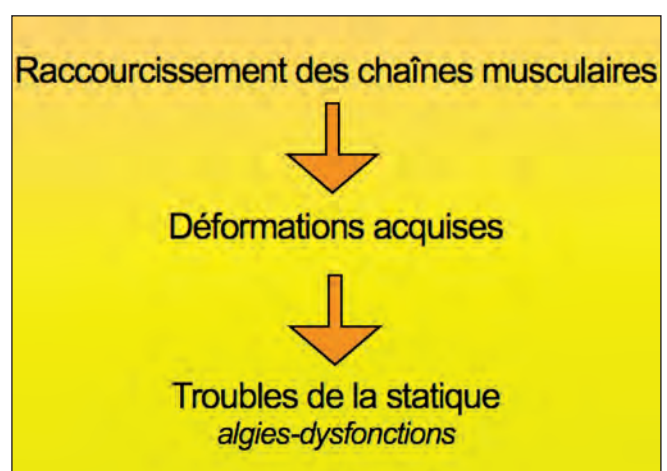 Raccourcissement des chaînes musculaires
Déformations acquises
Troubles de la statique
algies-dysfonctions